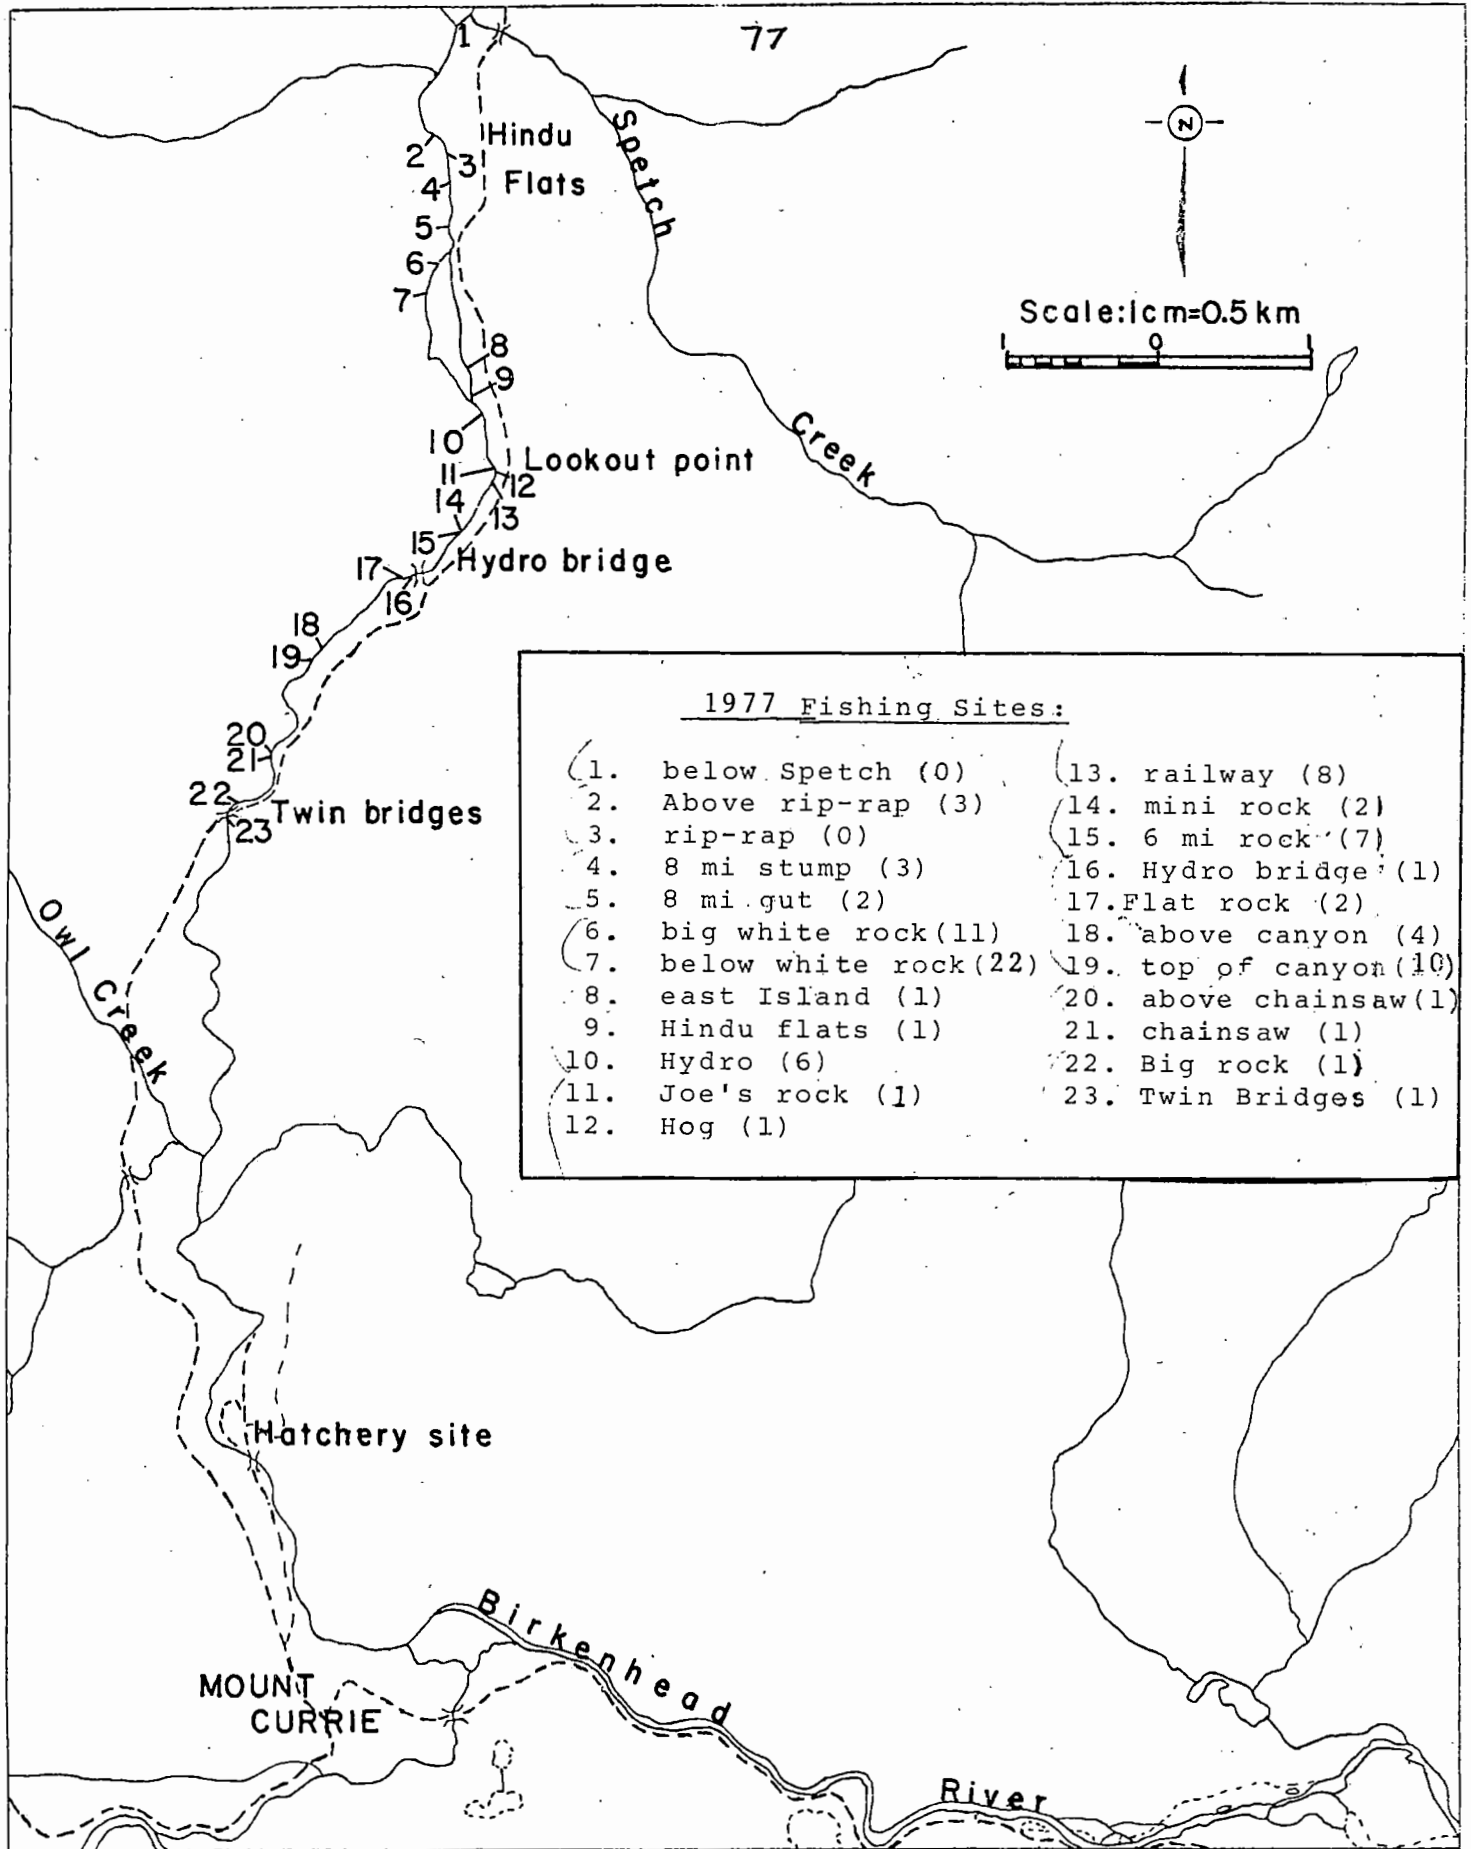 77
1
Hindu
Flats
2
3
4
5
6
7
8
9
10
11
12
13
14
15
16
17
18
19
20
21
22
23
Spetch
Creek
Z
Scale:1cm=0.5km
1 0 1
Lookout point
Hydro bridge
Twin bridges
Owl
Creek
1977 Fishing Sites:
1. below Spetch (0)
2. Above rip-rap (3)
3. rip-rap (0)
4. 8 mi stump (3)
5. 8 mi gut (2)
6. big white rock(11)
7. below white rock(22)
8. east Island (1)
9. Hindu flats (1)
10. Hydro (6)
11. Joe's rock (1)
12. Hog (1)
13. railway (8)
14. mini rock (2)
15. 6 mi rock (7)
16. Hydro bridge (1)
17.Flat rock (2)
18. above canyon (4)
19. top of canyon(10)
20. above chainsaw(1)
21. chainsaw (1)
22. Big rock (1)
23. Twin Bridges (1)
Hatchery site
MOUNT
CURRIE
Birkenhead
River